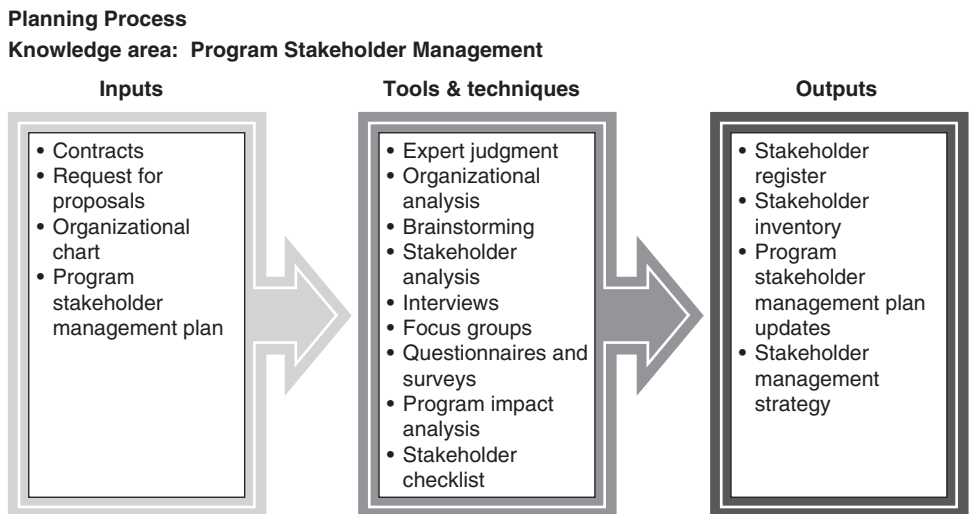 Planning Process
Knowledge area: Program Stakeholder Management
Inputs
• Contracts
• Request for
proposals
• Organizational
chart
• Program
stakeholder
management plan
Tools & techniques
• Expert judgment
• Organizational
analysis
• Brainstorming
• Stakeholder
analysis
• Interviews
• Focus groups
• Questionnaires and
surveys
• Program impact
analysis
• Stakeholder
checklist
Outputs
• Stakeholder
register
• Stakeholder
inventory
• Program
stakeholder
management plan
updates
• Stakeholder
management
strategy